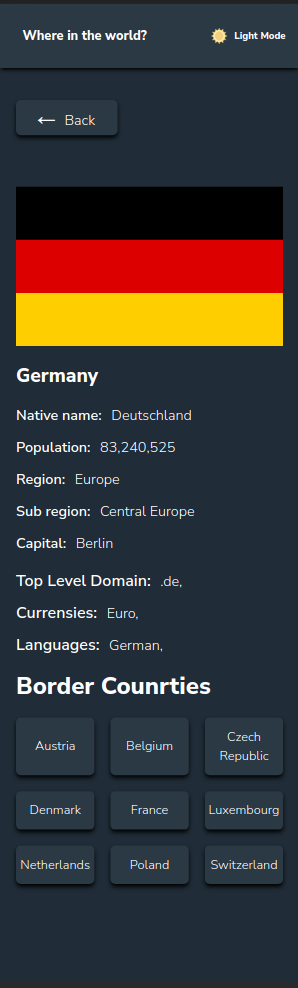 Where in the world?
Light Mode
← Back
Germany
Native name: Deutschland
Population: 83,240,525
Region: Europe
Sub region: Central Europe
Capital: Berlin
Top Level Domain: .de,
Currensies: Euro,
Languages: German,
Border Counrties
Austria
Belgium
Czech
Republic
Denmark
France
Luxembourg
Netherlands
Poland
Switzerland